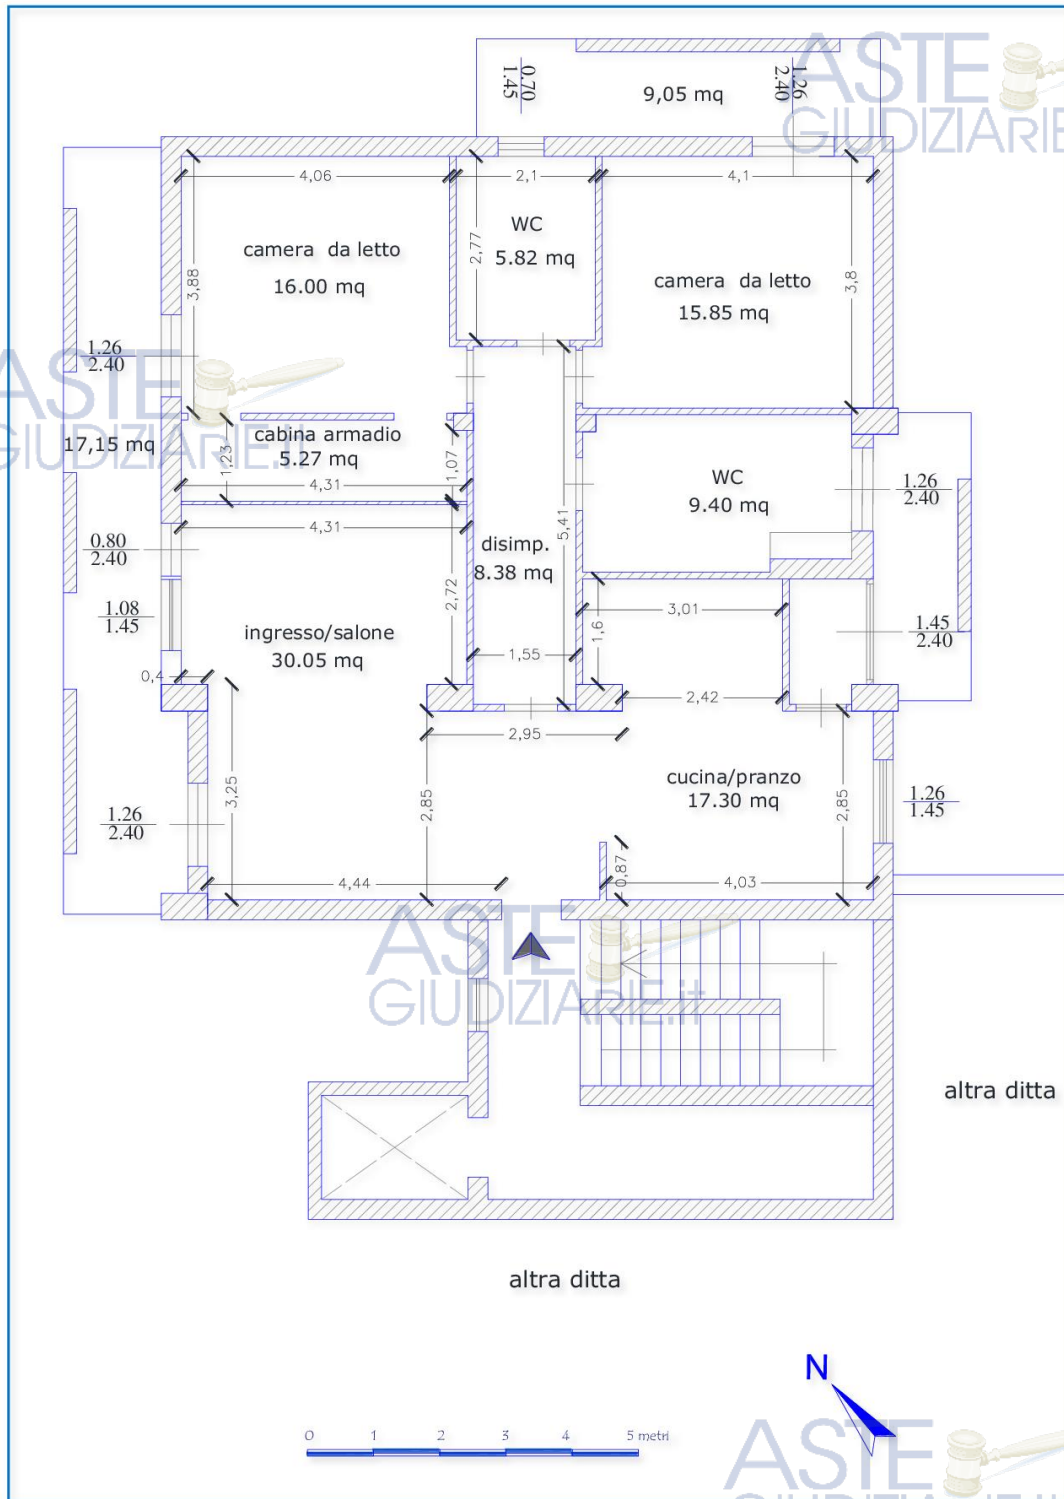 ASTE
GIUDIZIARIE
0.70
1.45
9,05 mq
1.26
2.40
4,06
2,1
4,1
WC
5.82 mq
2,77
camera da letto
16.00 mq
3,88
camera da letto
15.85 mq
3,8
1.26
2.40
ASTE
GIUDIZIARIE.it
17,15 mq
cabina armadio
5.27 mq
1,23
1,07
4,31
WC
9.40 mq
1.26
2.40
4,31
0.80
2.40
disimp.
8.38 mq
5,41
2,72
1.08
1.45
ingresso/salone
30.05 mq
3,01
1,6
1.45
2.40
1,55
0,4
2,42
2,95
3,25
2,85
cucina/pranzo
17.30 mq
2,85
1.26
1.45
1.26
2.40
0,87
4,44
4,03
ASTE
GIUDIZIARIE.it
altra ditta
altra ditta
N
0 1 2 3 4 5 metri
ASTE
GIUDIZIARIE.it